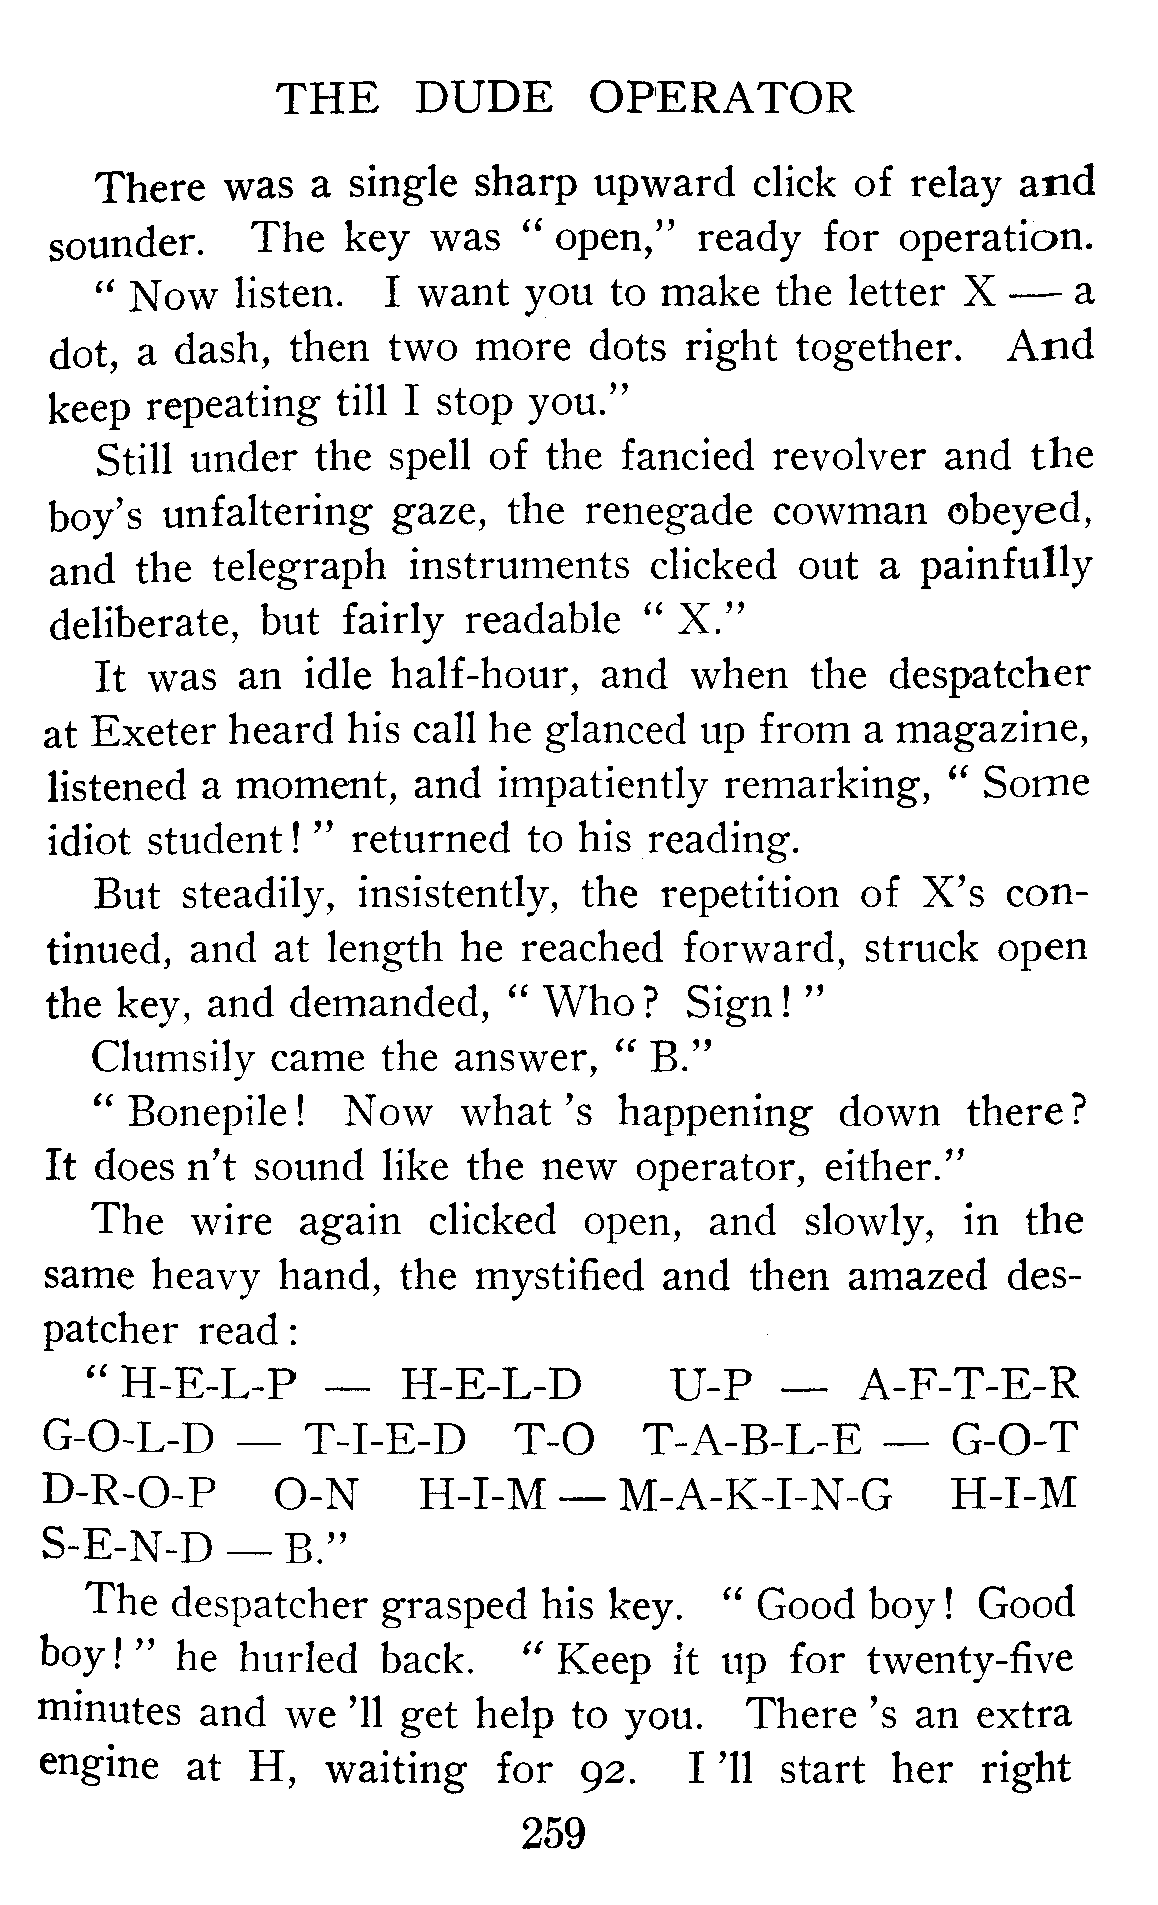 THE DUDE OPERATOR
There was a single sharp upward click of relay and
sounder. The key was " open," ready for operation.
" Now listen. I want you to make the letter X — a
dot, a dash, then two more dots right together. And
keep repeating till I stop you."
Still under the spell of the fancied revolver and the
boy's unfaltering gaze, the renegade cowman obeyed,
and the telegraph instruments clicked out a painfully
deliberate, but fairly readable " X."
It was an idle half-hour, and when the despatcher
at Exeter heard his call he glanced up from a magazine,
listened a moment, and impatiently remarking, " Some
idiot student! " returned to his reading.
But steadily, insistently, the repetition of X's con-
tinued, and at length he reached forward, struck open
the key, and demanded, " Who? Sign! "
Clumsily came the answer, " B."
" Bonepile! Now what 's happening down there?
It does n't sound like the new operator, either."
The wire again clicked open, and slowly, in the
same heavy hand, the mystified and then amazed des-
patcher read:
" H-E-L-P — H-E-L-D U-P — A-F-T-E-R
G-O-L-D — T-I-E-D T-O T-A-B-L-E — G-O-T
D-R-O-P O-N H-I-M — M-A-K-I-N-G H-I-M
S-E-N-D — B."
The despatcher grasped his key. " Good boy! Good
boy! " he hurled back. " Keep it up for twenty-five
minutes and we 'll get help to you. There 's an extra
engine at H, waiting for 92. I 'll start her right
259